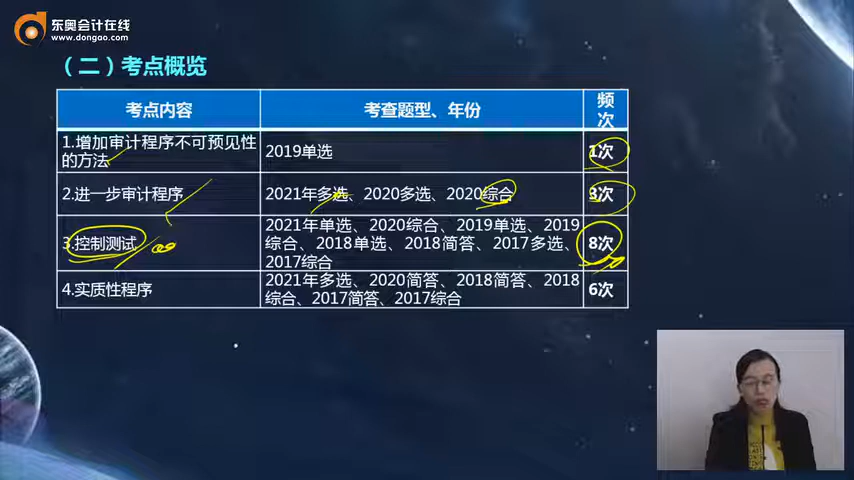 东奥会计在线
www.dongao.com
（二）考点概览
考点内容
考查题型、年份
频
次
1.增加审计程序不可预见性
的方法
2019单选
1次
2.进一步审计程序
2021年多选、2020多选、2020综合
3次
3.控制测试
2021年单选、2020综合、2019单选、2019
综合、2018单选、2018简答、2017多选、
2017综合
8次
4.实质性程序
2021年多选、2020简答、2018简答、2018
综合、2017简答、2017综合
6次